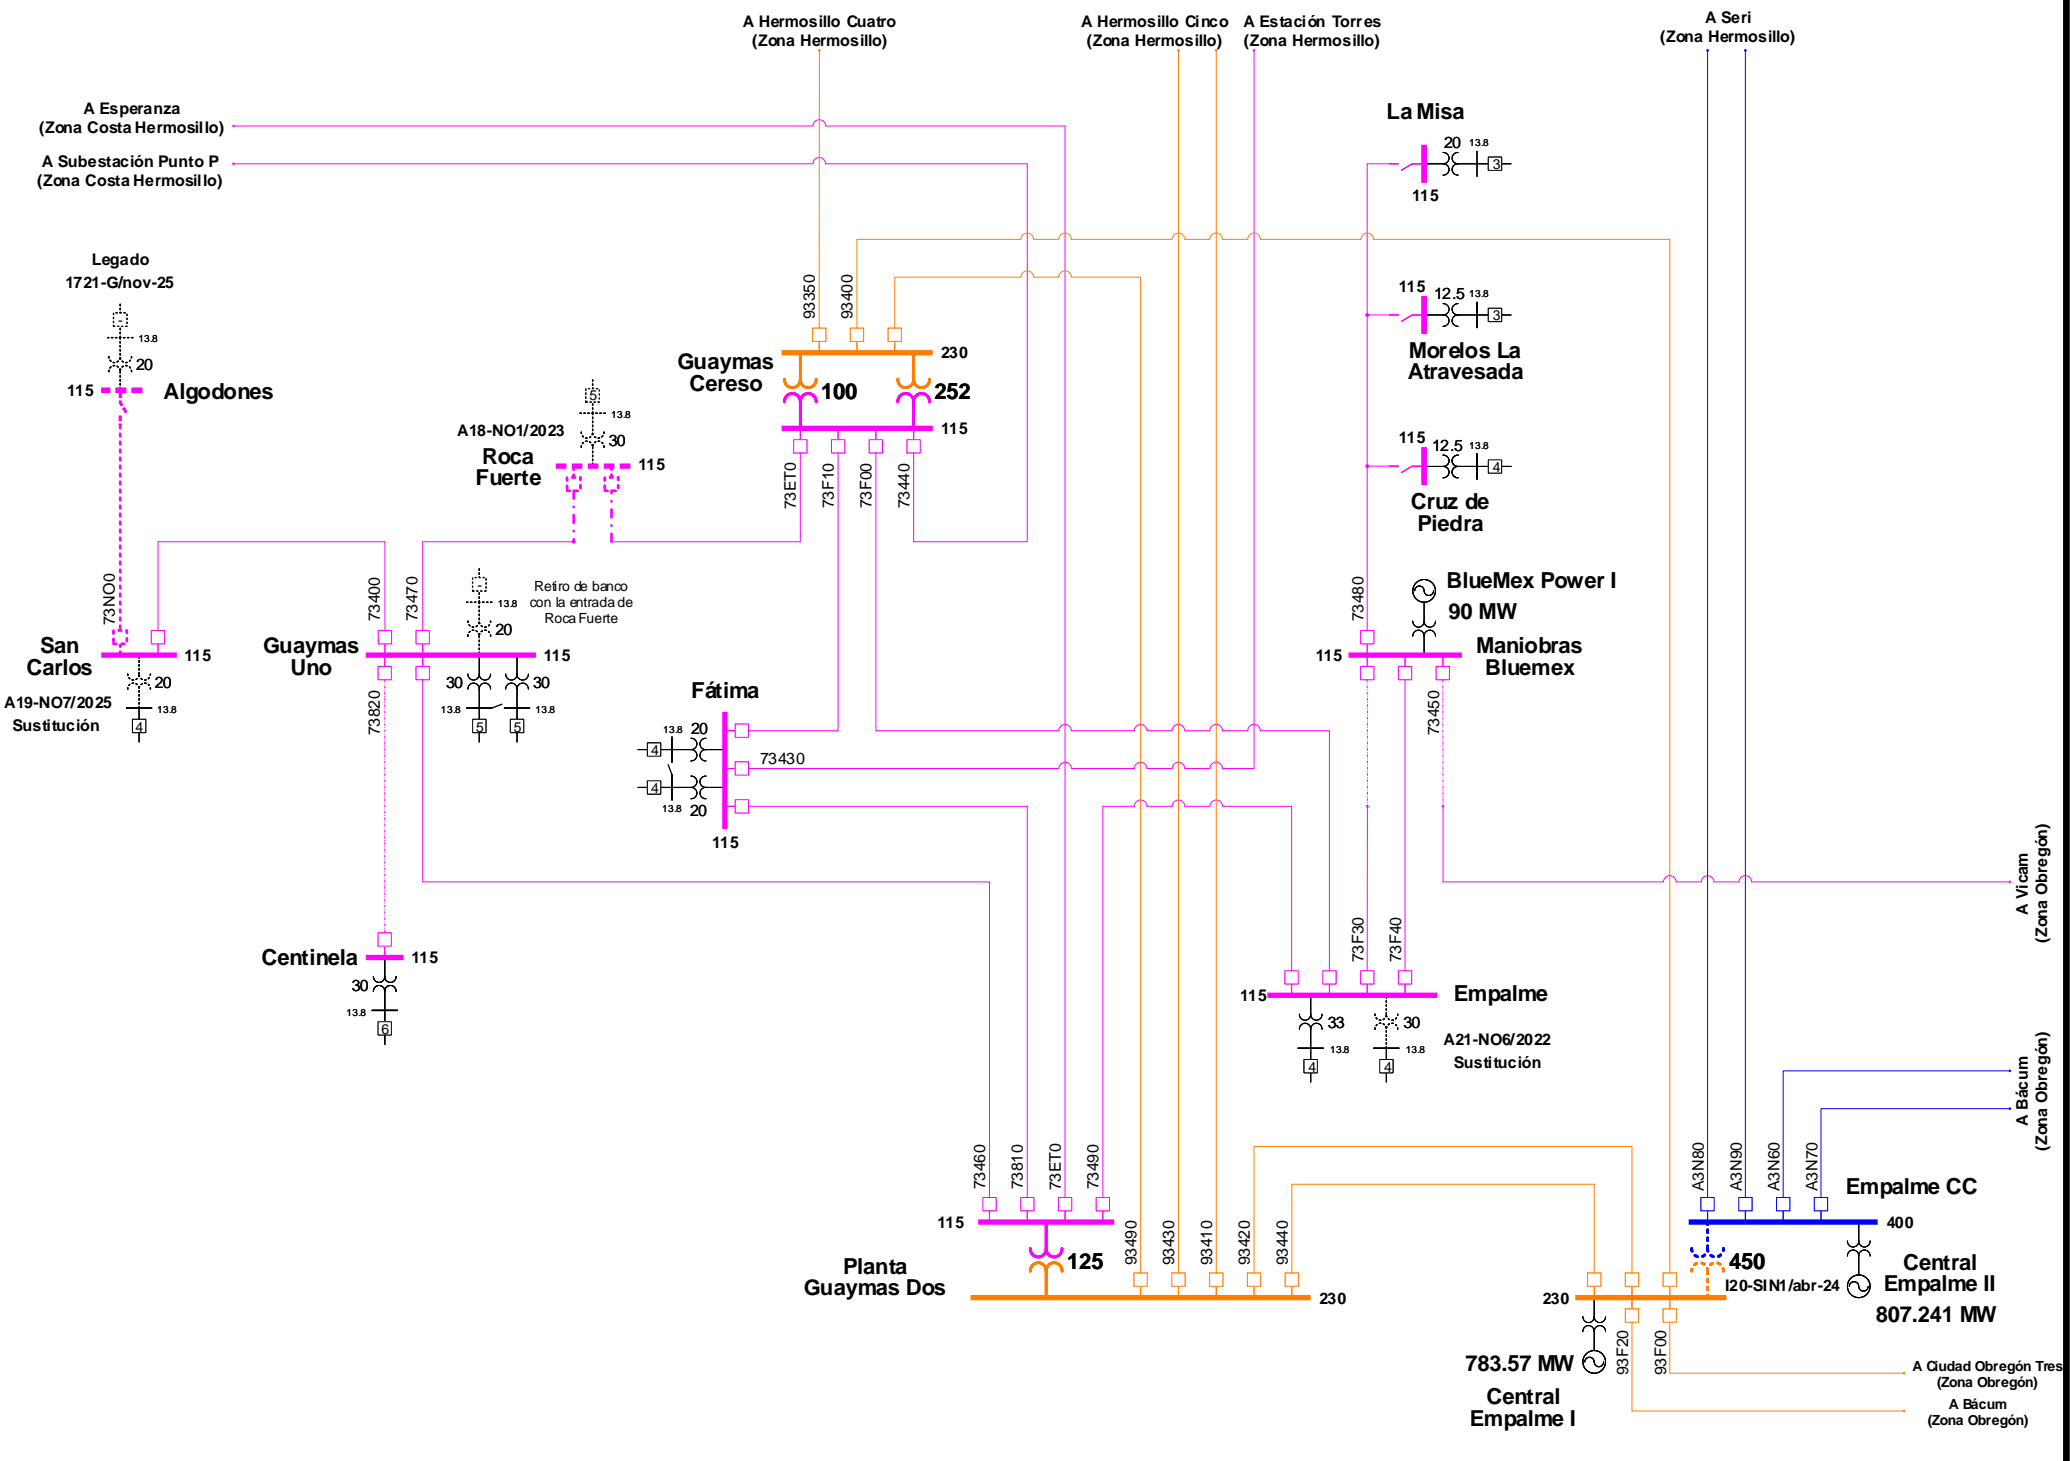 A Hermosillo Cuatro
(Zona Hermosillo)
A Hermosillo Cinco
(Zona Hermosillo)
A Estación Torres
(Zona Hermosillo)
A Seri
(Zona Hermosillo)
A Esperanza
(Zona Costa Hermosillo)
A Subestación Punto P
(Zona Costa Hermosillo)
La Misa
20
13.8
3
115
Legado
1721-G/nov-25
-
13.8
20
115
Algodones
93350
93400
Guaymas
Cereso
230
100
252
115
73ET0
73F10
73F00
73440
115
12.5
13.8
3
Morelos La
Atravesada
115
12.5
13.8
4
Cruz de
Piedra
5
13.8
A18-NO1/2023
30
Roca
Fuerte
115
73NO0
73400
73470
-
13.8
20
Retiro de banco
con la entrada de
Roca Fuerte
San
Carlos
115
20
13.8
4
A19-NO7/2025
Sustitución
Guaymas
Uno
115
30
30
13.8
13.8
5
5
73820
73480
BlueMex Power I
90 MW
115
Maniobras
Bluemex
73450
Fátima
13.8
20
4
73430
4
13.8
20
115
A Vicam
(Zona Obregón)
Centinela
115
30
13.8
6
73F30
73F40
115
Empalme
33
30
13.8
13.8
4
4
A21-NO6/2022
Sustitución
A Bácum
(Zona Obregón)
73460
73810
73ET0
73490
115
125
Planta
Guaymas Dos
93490
93430
93410
93420
93440
230
A3N80
A3N90
A3N60
A3N70
Empalme CC
400
450
I20-SIN1/abr-24
Central
Empalme II
807.241 MW
230
783.57 MW
Central
Empalme I
93F20
93F00
A Ciudad Obregón Tres
(Zona Obregón)
A Bácum
(Zona Obregón)